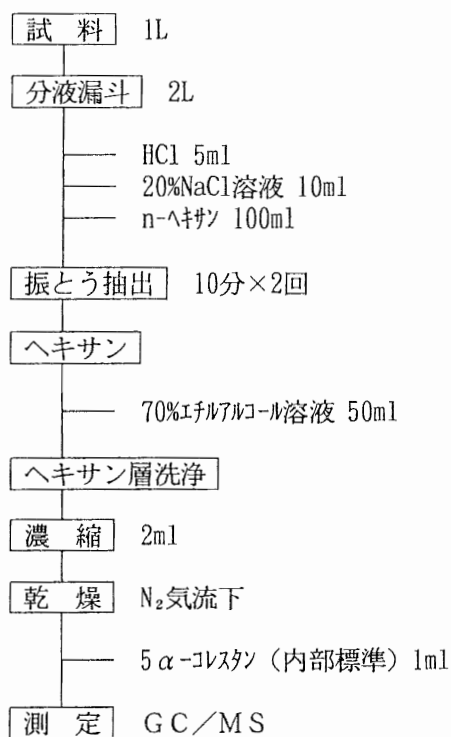 試 料 1L
分液漏斗 2L
HCl 5ml
20%NaCl溶液 10ml
n-ﾍｷｻﾝ 100ml
振とう抽出 10分×2回
ヘキサン
70%ｴﾁﾙｱﾙｺｰﾙ溶液 50ml
ヘキサン層洗浄
濃 縮 2ml
乾 燥 N₂気流下
5α-ｺﾚｽﾀﾝ（内部標準）1ml
測 定 ＧＣ／ＭＳ